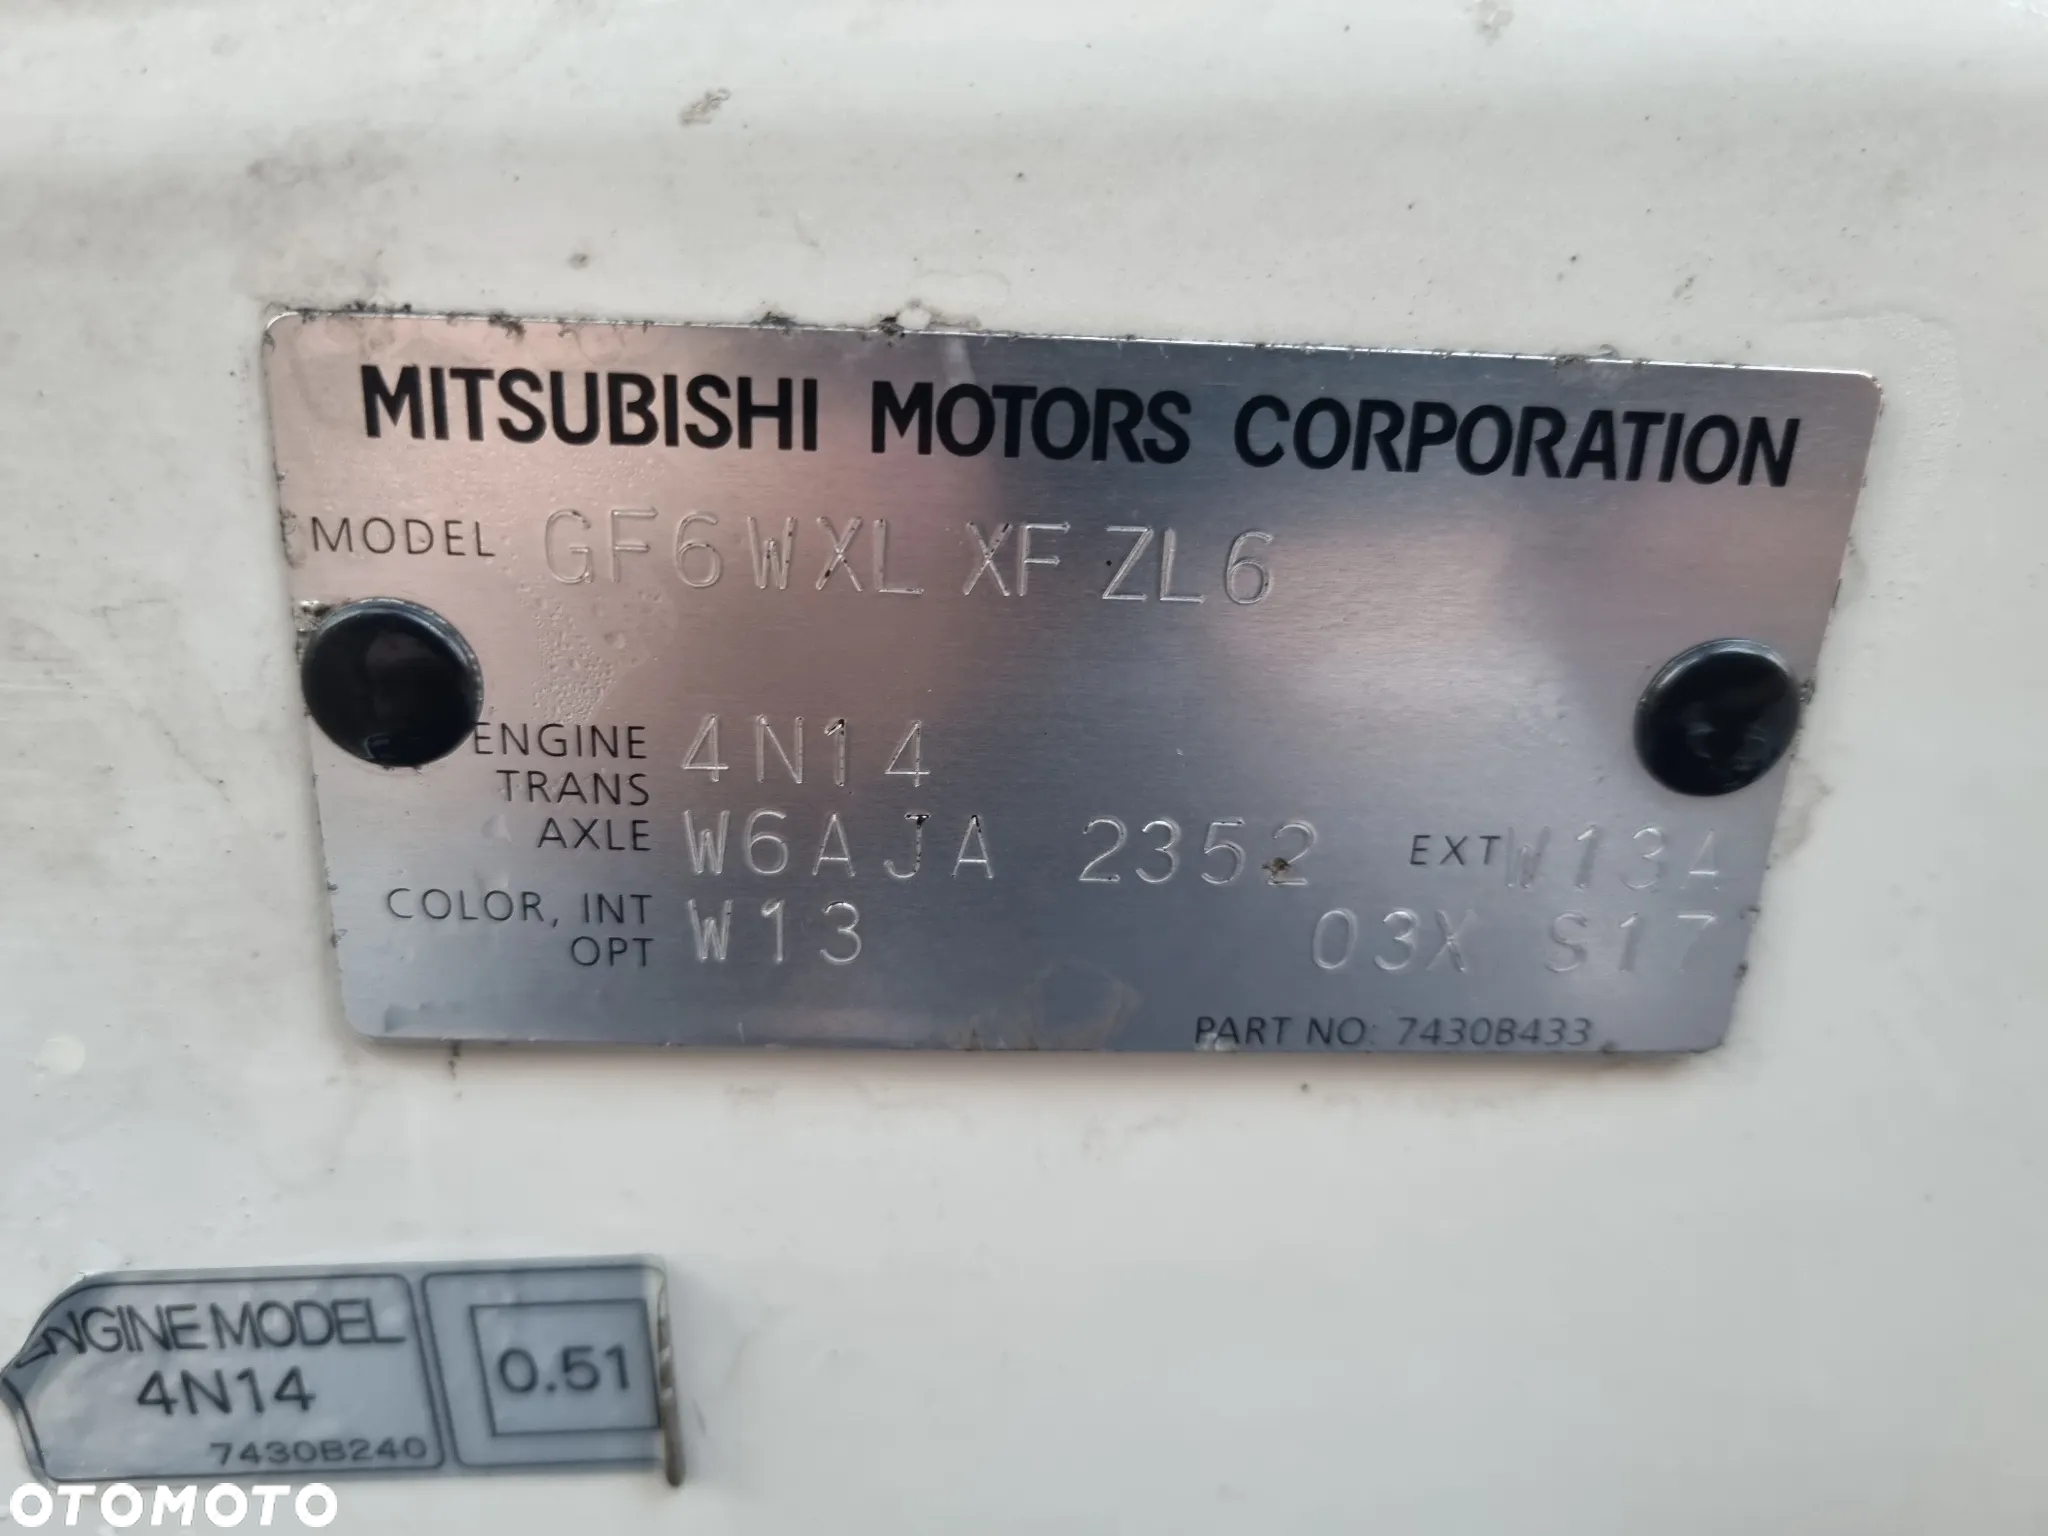 MITSUBISHI MOTORS CORPORATION
MODEL GF6WXL XF ZL6
ENGINE 4N14
TRANS
AXLE W6AJA 2352 EXT W13A
COLOR, INT W13 03X S17
OPT
PART NO: 7430B433
ENGINE MODEL 0.51
4N14
7430B240
OTOMOTO